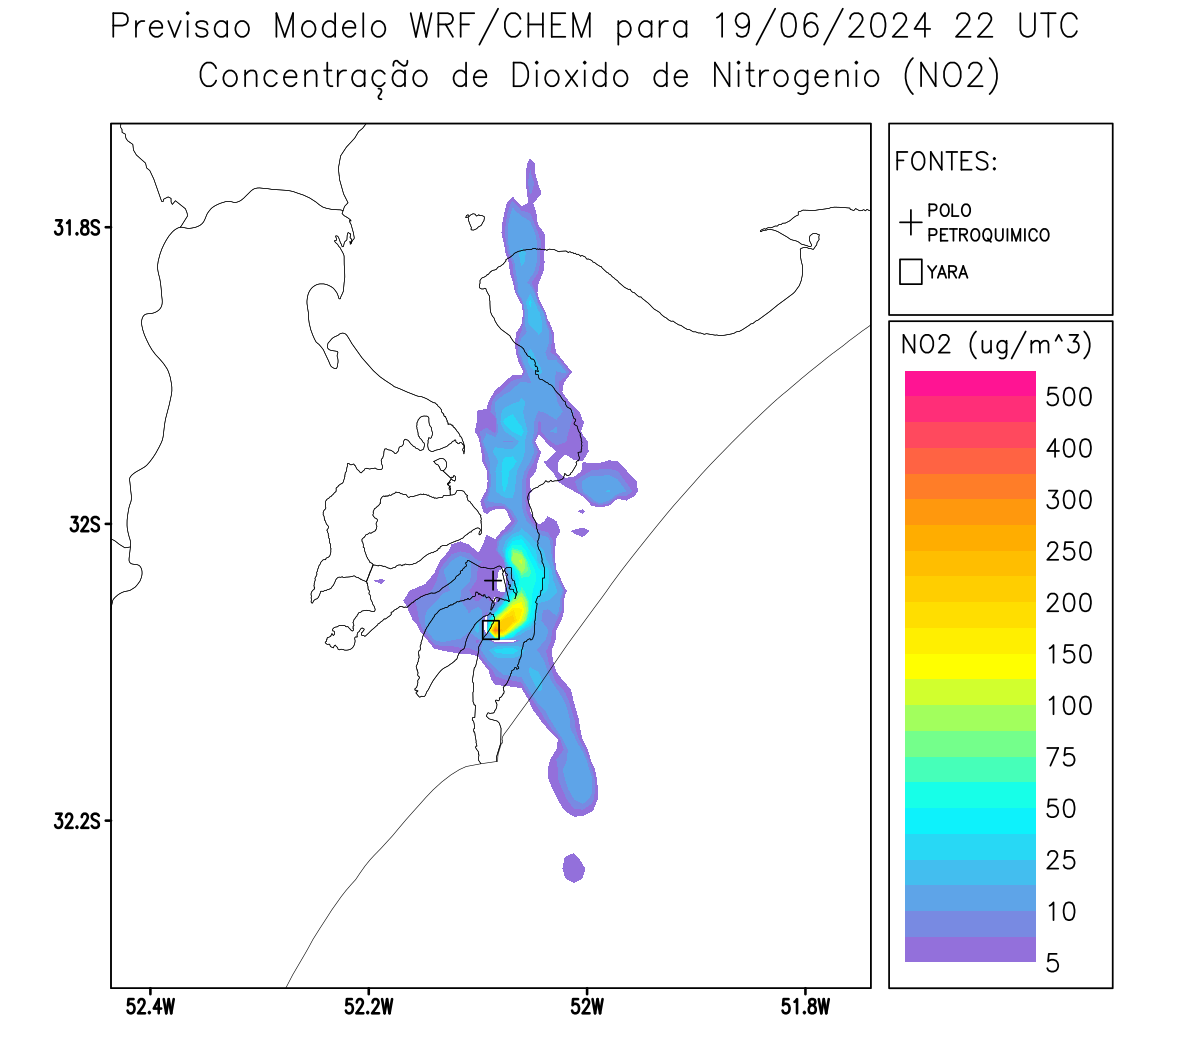 Previsao Modelo WRF/CHEM para 19/06/2024 22 UTC
Concentração de Dioxido de Nitrogenio (NO2)
FONTES:
POLO
PETROQUIMICO
YARA
31.8S
32S
32.2S
52.4W
52.2W
52W
51.8W
NO2 (ug/m^3)
500
400
300
250
200
150
100
75
50
25
10
5